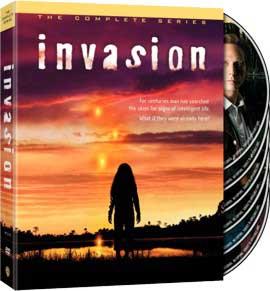 THE COMPLETE SERIES
invasion
For centuries man has searched
the skies for signs of intelligent life.
What if they were already here?
invasion